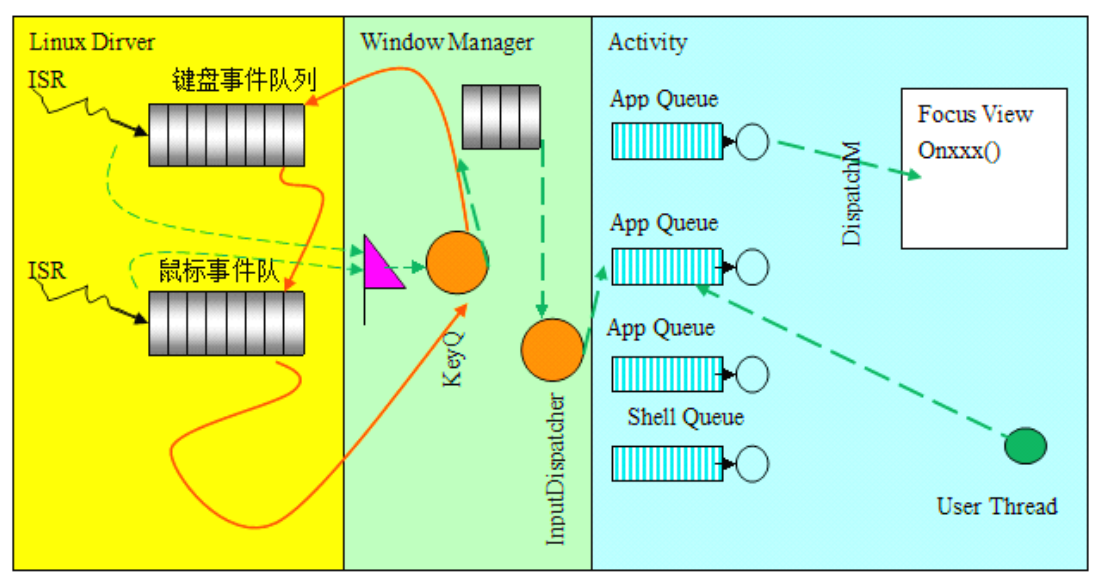 Linux Dirver
ISR
键盘事件队列
ISR
鼠标事件队
Window Manager
KeyQ
InputDispatcher
Activity
App Queue
App Queue
App Queue
Shell Queue
DispatchM
Focus View
Onxxx()
User Thread